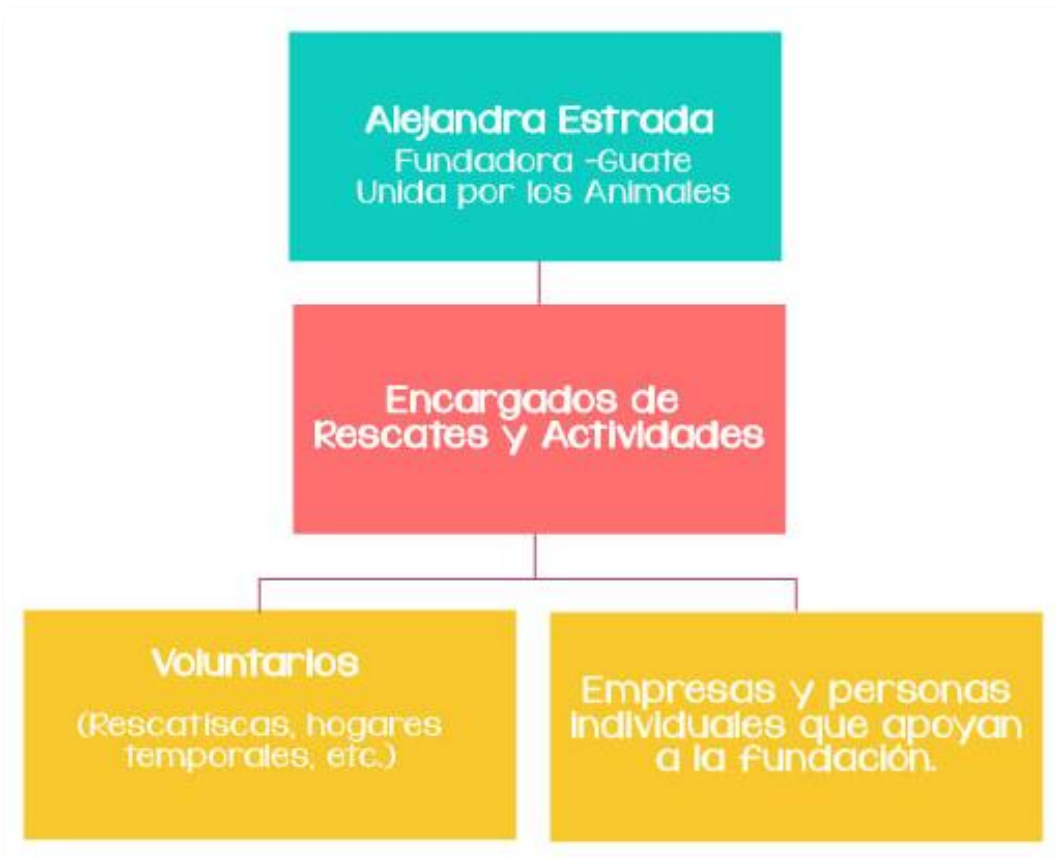 Alejandra Estrada
Fundadora -Guate
Unida por los Animales
Encargados de
Rescates y Actividades
Voluntarios
(Rescatiscas, hogares
temporales, etc.)
Empresas y personas
individuales que apoyan
a la fundación.